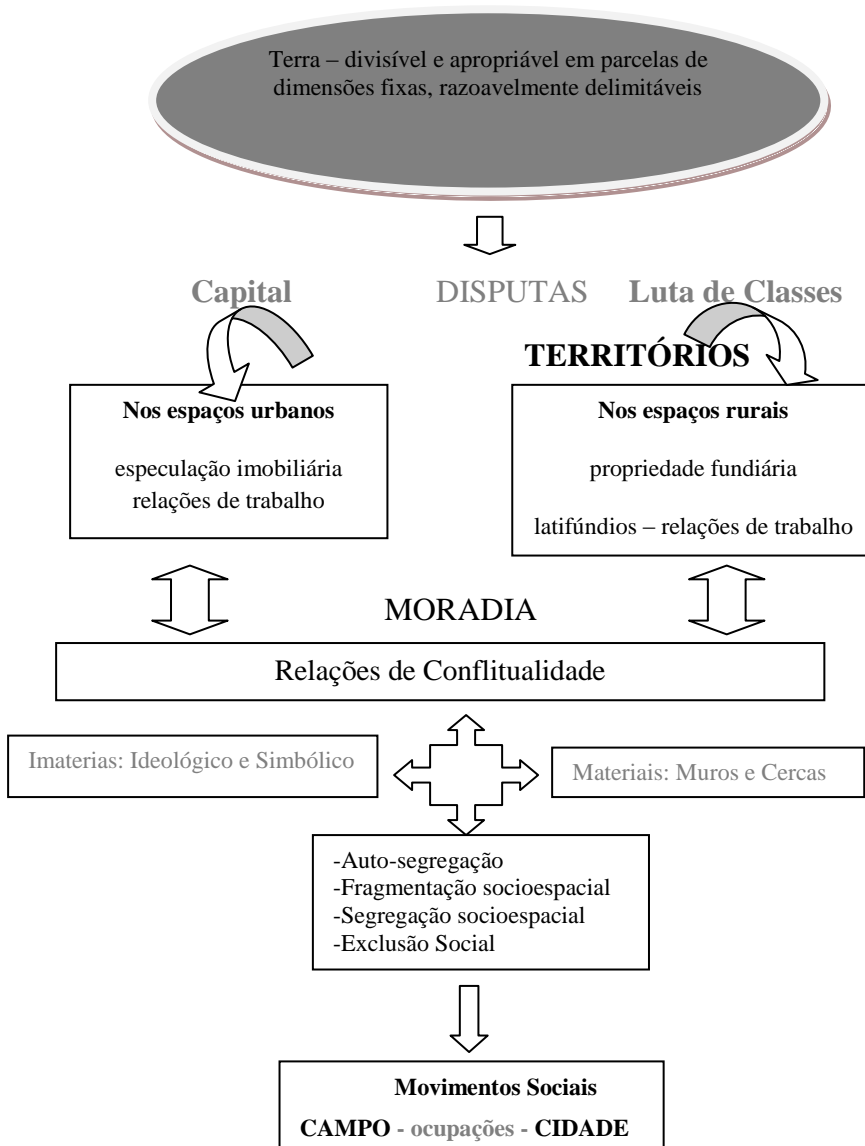 Terra – divisível e apropriável em parcelas de
dimensões fixas, razoavelmente delimitáveis
Capital DISPUTAS Luta de Classes
TERRITÓRIOS
Nos espaços urbanos
especulação imobiliária
relações de trabalho
Nos espaços rurais
propriedade fundiária
latifúndios – relações de trabalho
MORADIA
Relações de Conflitualidade
Imaterias: Ideológico e Simbólico
Materiais: Muros e Cercas
-Auto-segregação
-Fragmentação socioespacial
-Segregação socioespacial
-Exclusão Social
Movimentos Sociais
CAMPO - ocupações - CIDADE